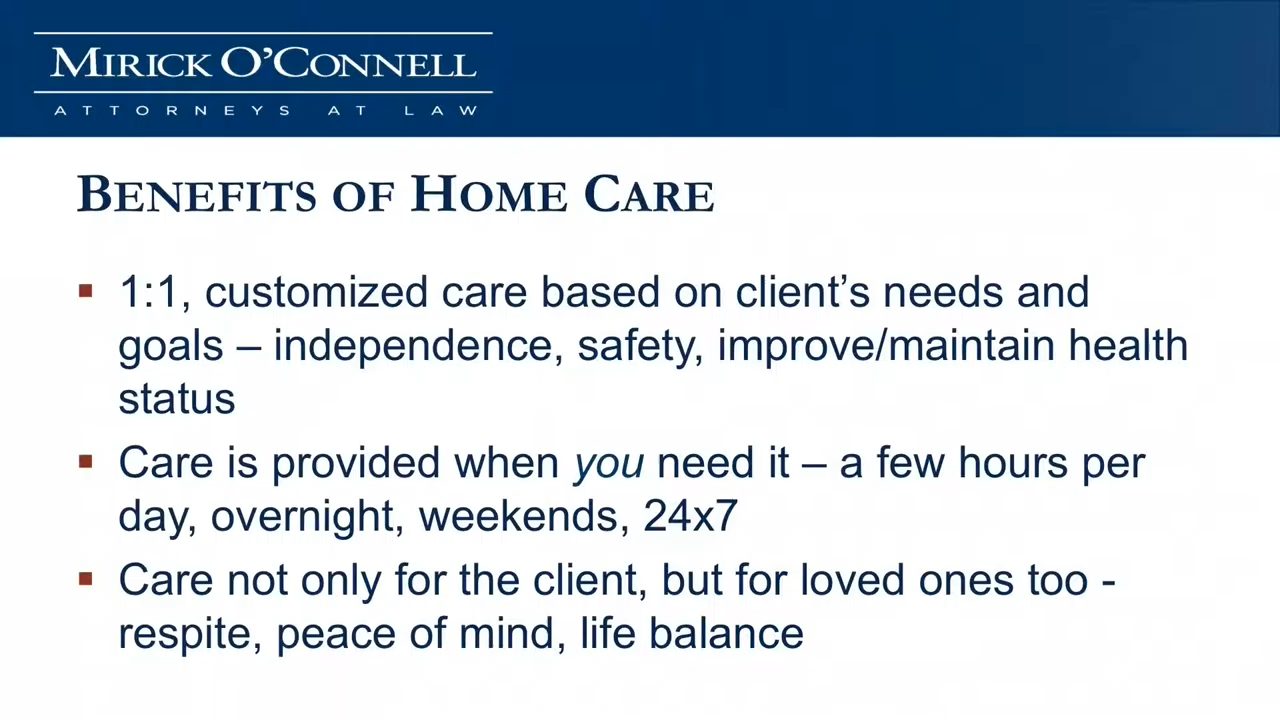 MIRICK O'CONNELL
ATTORNEYS AT LAW
BENEFITS OF HOME CARE
▪ 1:1, customized care based on client's needs and
goals – independence, safety, improve/maintain health
status
▪ Care is provided when you need it – a few hours per
day, overnight, weekends, 24x7
▪ Care not only for the client, but for loved ones too -
respite, peace of mind, life balance